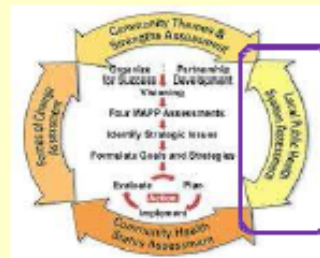 Community Themes &
Strengths Assessment
Organize
for Success
Partnership
Development
Visioning
Four MAPP Assessments
Identify Strategic Issues
Formulate Goals and Strategies
Evaluate
Plan
Action
Implement
Forces of Change
Assessment
Local Public Health
System Assessment
Community Health
Status Assessment